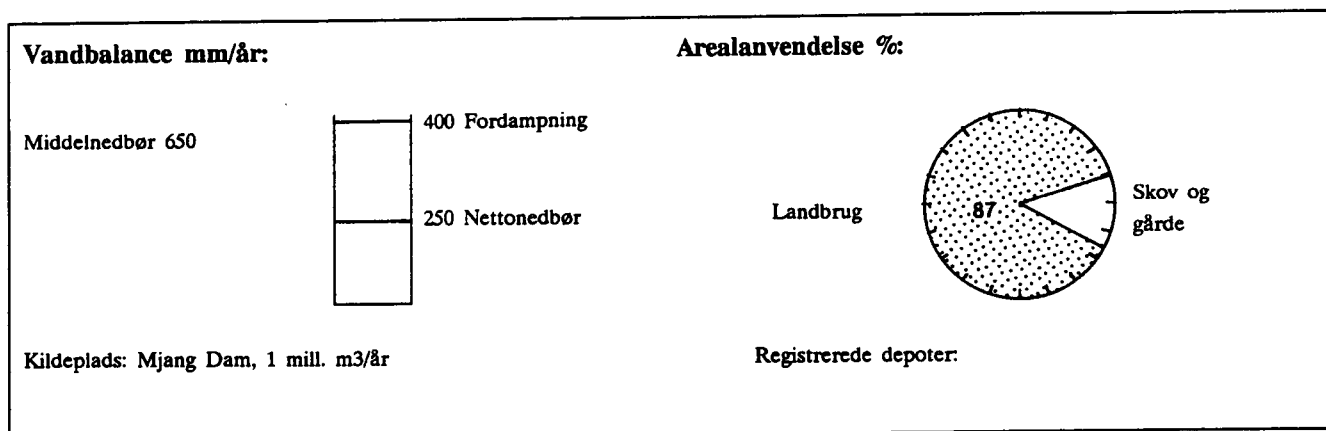 Vandbalance mm/år:
Middelnedbør 650
400 Fordampning
250 Nettonedbør
Kildeplads: Mjang Dam, 1 mill. m3/år
Arealanvendelse %:
Landbrug
87
Skov og
gårde
Registrerede depoter: